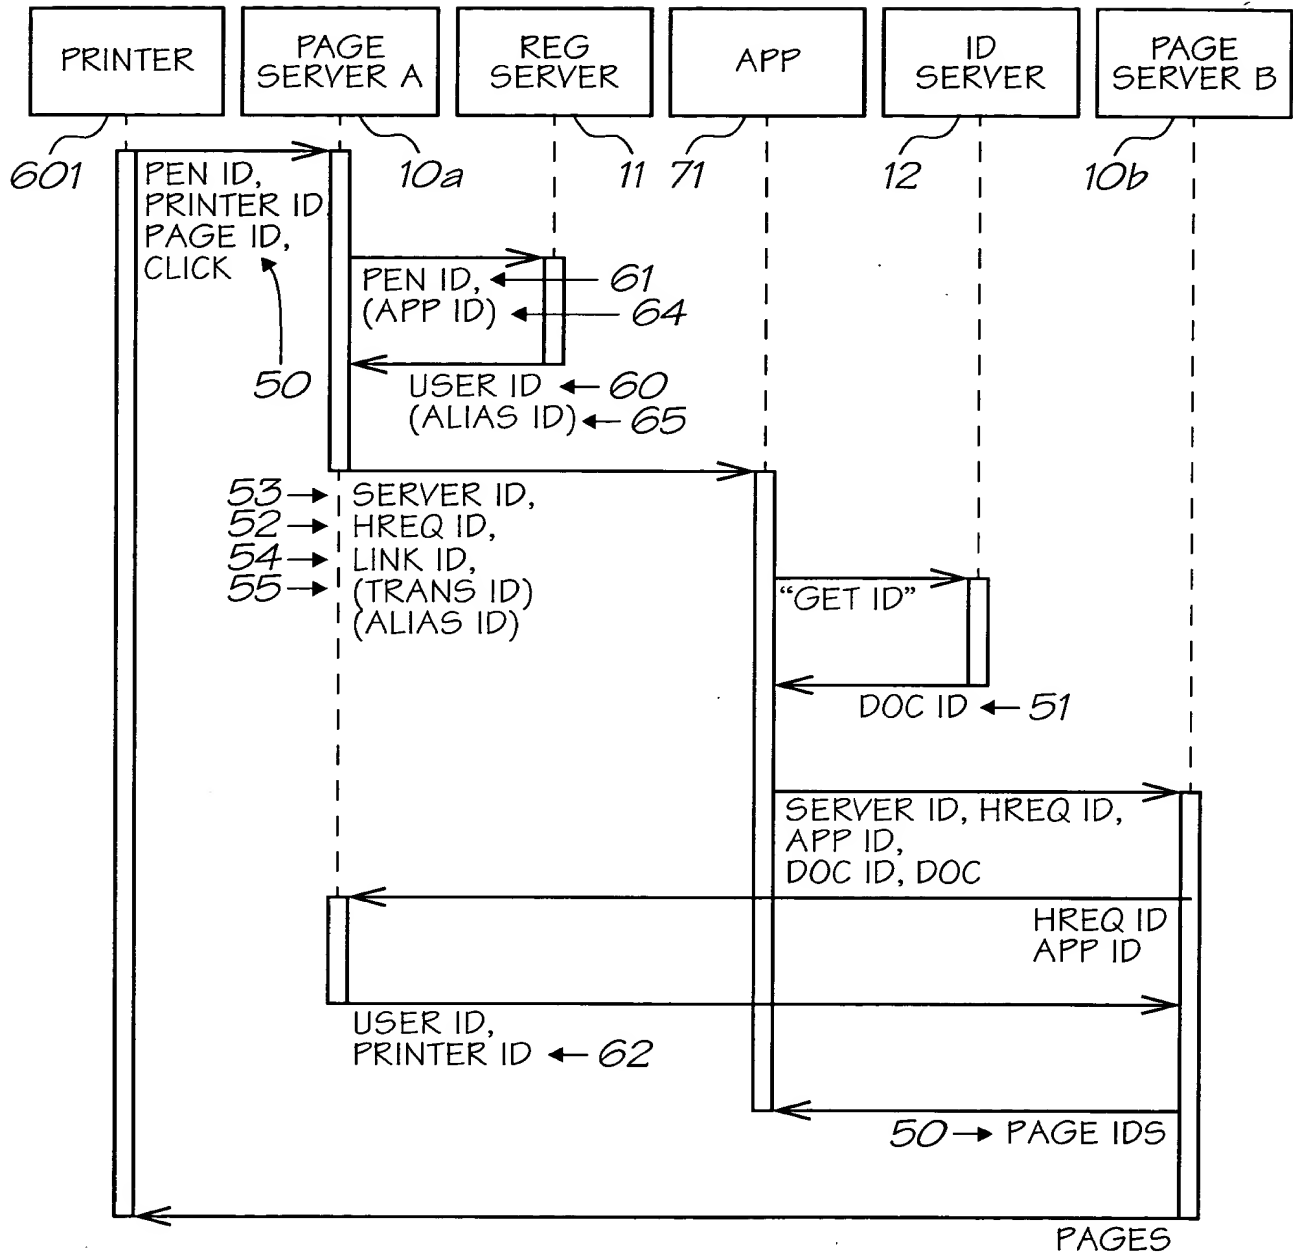 PRINTER
PAGE
SERVER A
REG
SERVER
APP
ID
SERVER
PAGE
SERVER B
601
10a
11
71
12
10b
PEN ID,
PRINTER ID
PAGE ID,
CLICK
50
PEN ID,
61
(APP ID)
64
USER ID
60
(ALIAS ID)
65
53
SERVER ID,
52
HREQ ID,
54
LINK ID,
55
(TRANS ID)
(ALIAS ID)
“GET ID”
DOC ID
51
SERVER ID, HREQ ID,
APP ID,
DOC ID, DOC
HREQ ID
APP ID
USER ID,
PRINTER ID
62
50
PAGE IDS
PAGES